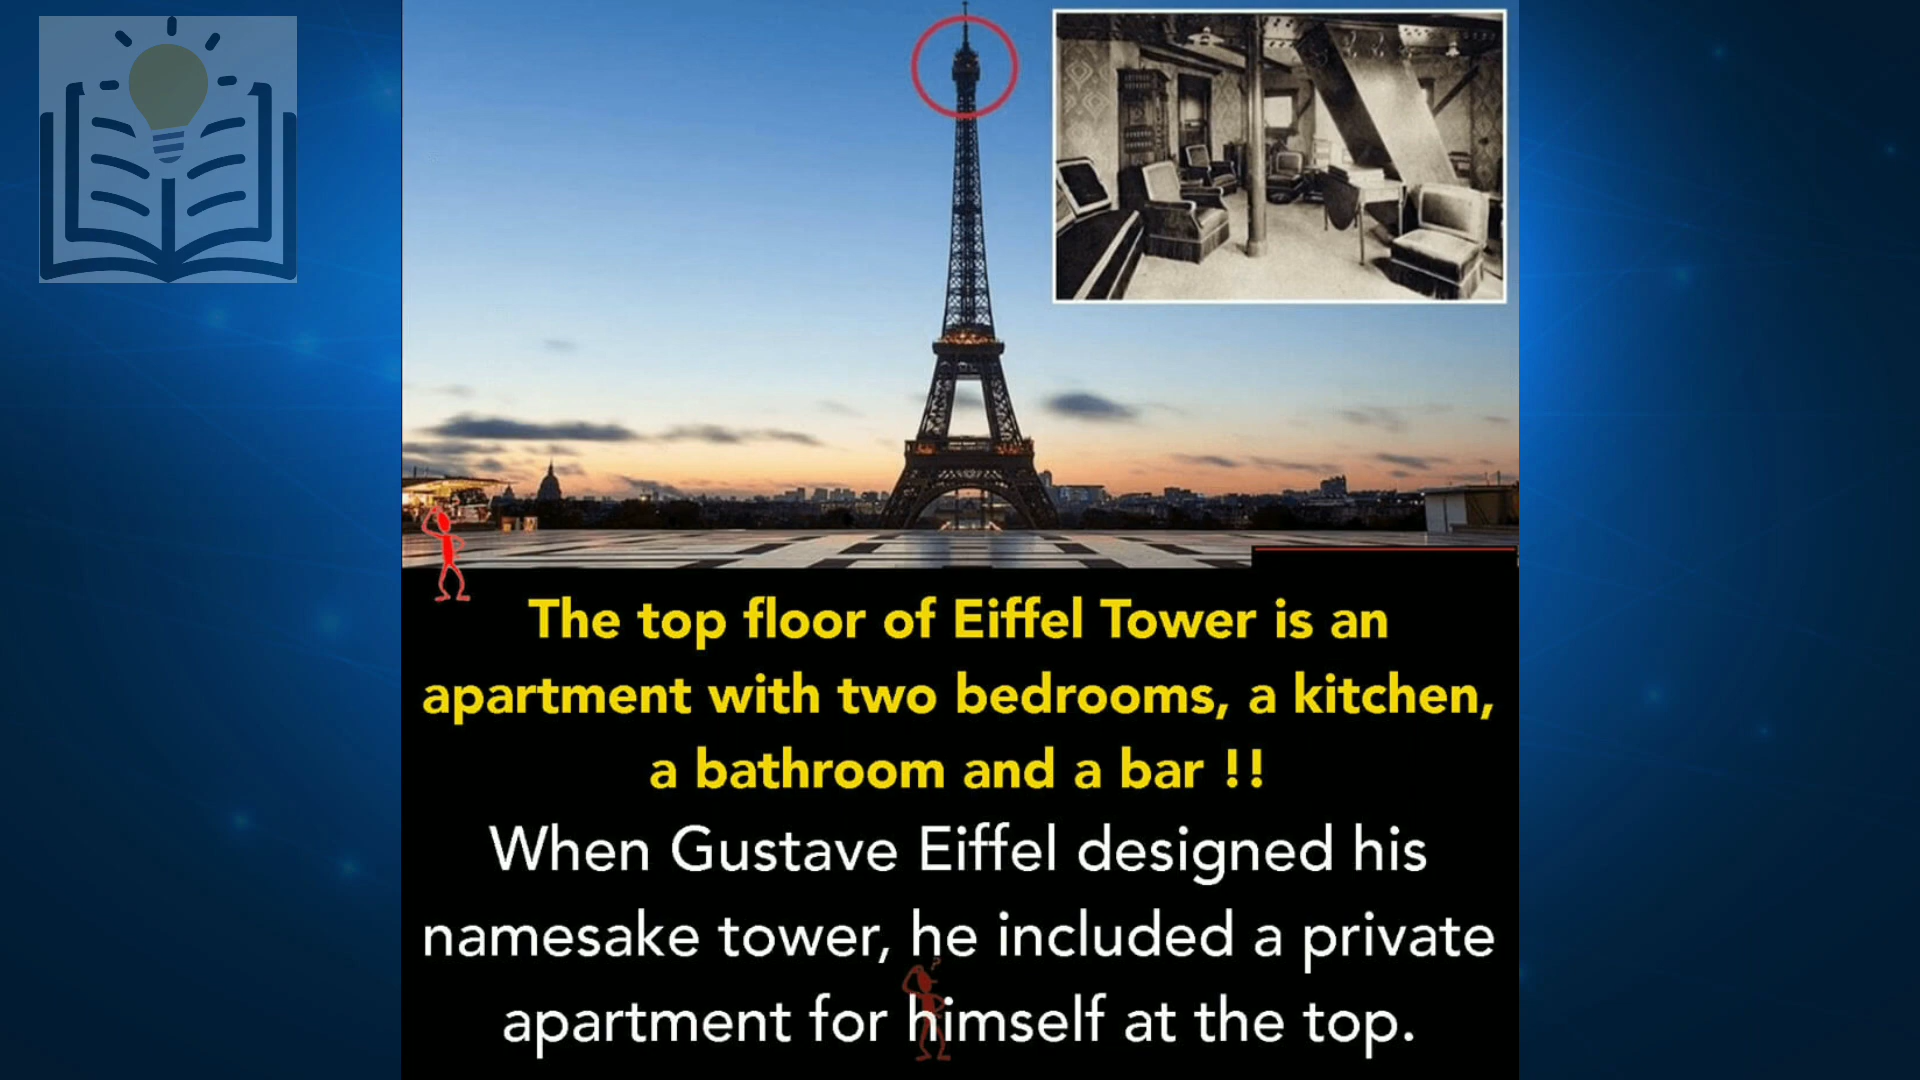 The top floor of Eiffel Tower is an
apartment with two bedrooms, a kitchen,
a bathroom and a bar !!
When Gustave Eiffel designed his
namesake tower, he included a private
apartment for himself at the top.